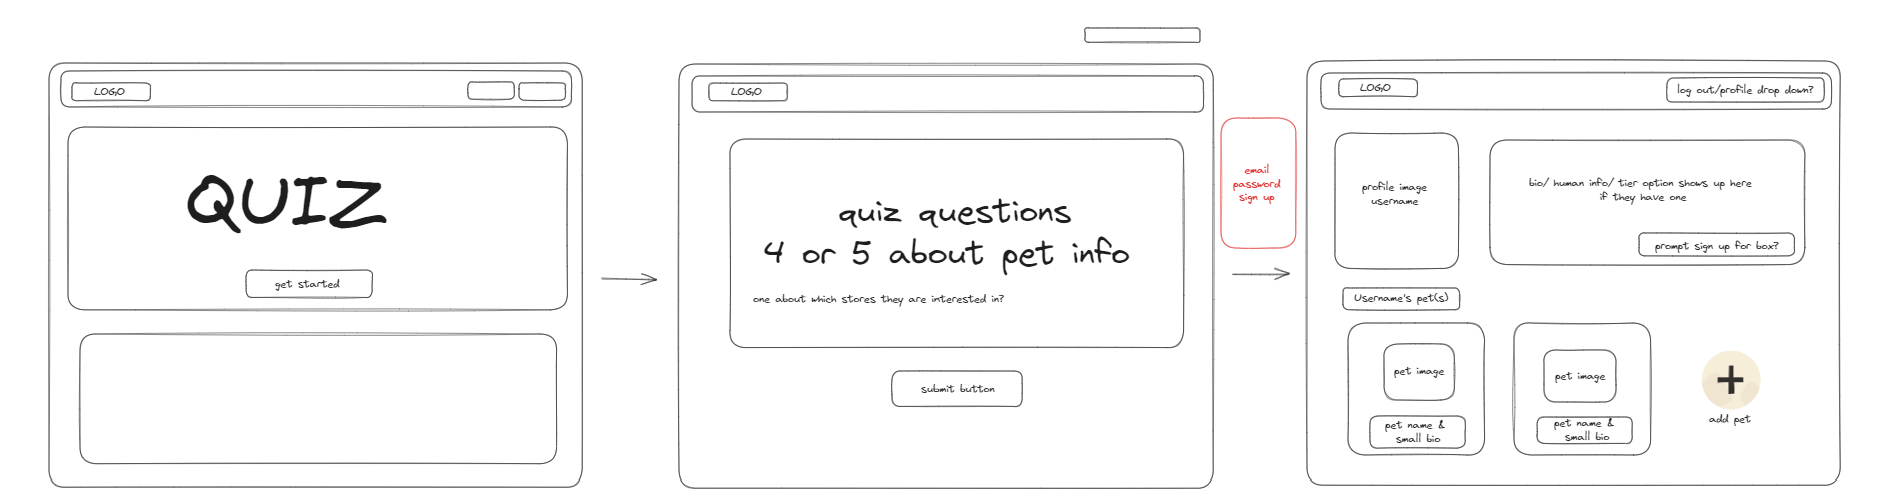 LOGO
QUIZ
get started
LOGO
quiz questions
4 or 5 about pet info
one about which stores they are interested in?
submit button
email
password
sign up
LOGO
log out/profile drop down?
profile image
username
bio/ human info/ tier option shows up here
if they have one
prompt sign up for box?
Username's pet(s)
pet image
pet name &
small bio
pet image
pet name &
small bio
add pet